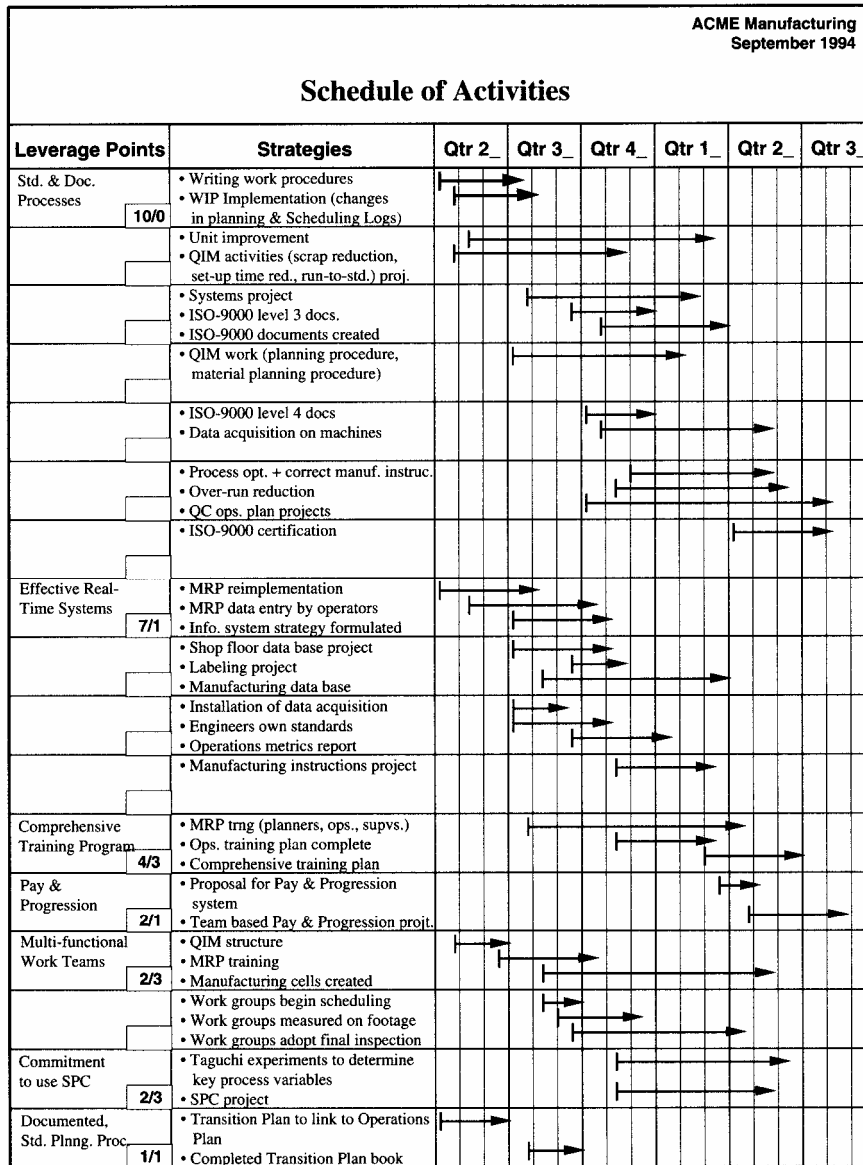 ACME Manufacturing
September 1994
Schedule of Activities
Leverage Points Strategies Qtr 2_ Qtr 3_ Qtr 4_ Qtr 1_ Qtr 2_ Qtr 3_
Std. & Doc.
Processes
10/0
• Writing work procedures
• WIP Implementation (changes
in planning & Scheduling Logs)
• Unit improvement
• QIM activities (scrap reduction,
set-up time red., run-to-std.) proj.
• Systems project
• ISO-9000 level 3 docs.
• ISO-9000 documents created
• QIM work (planning procedure,
material planning procedure)
• ISO-9000 level 4 docs
• Data acquisition on machines
• Process opt. + correct manuf. instruc.
• Over-run reduction
• QC ops. plan projects
• ISO-9000 certification
Effective Real-
Time Systems
7/1
• MRP reimplementation
• MRP data entry by operators
• Info. system strategy formulated
• Shop floor data base project
• Labeling project
• Manufacturing data base
• Installation of data acquisition
• Engineers own standards
• Operations metrics report
• Manufacturing instructions project
Comprehensive
Training Program
4/3
• MRP trng (planners, ops., supvs.)
• Ops. training plan complete
• Comprehensive training plan
Pay &
Progression
2/1
• Proposal for Pay & Progression
system
• Team based Pay & Progression projt.
Multi-functional
Work Teams
2/3
• QIM structure
• MRP training
• Manufacturing cells created
• Work groups begin scheduling
• Work groups measured on footage
• Work groups adopt final inspection
Commitment
to use SPC
2/3
• Taguchi experiments to determine
key process variables
• SPC project
Documented,
Std. Plnng. Proc.
1/1
• Transition Plan to link to Operations
Plan
• Completed Transition Plan book